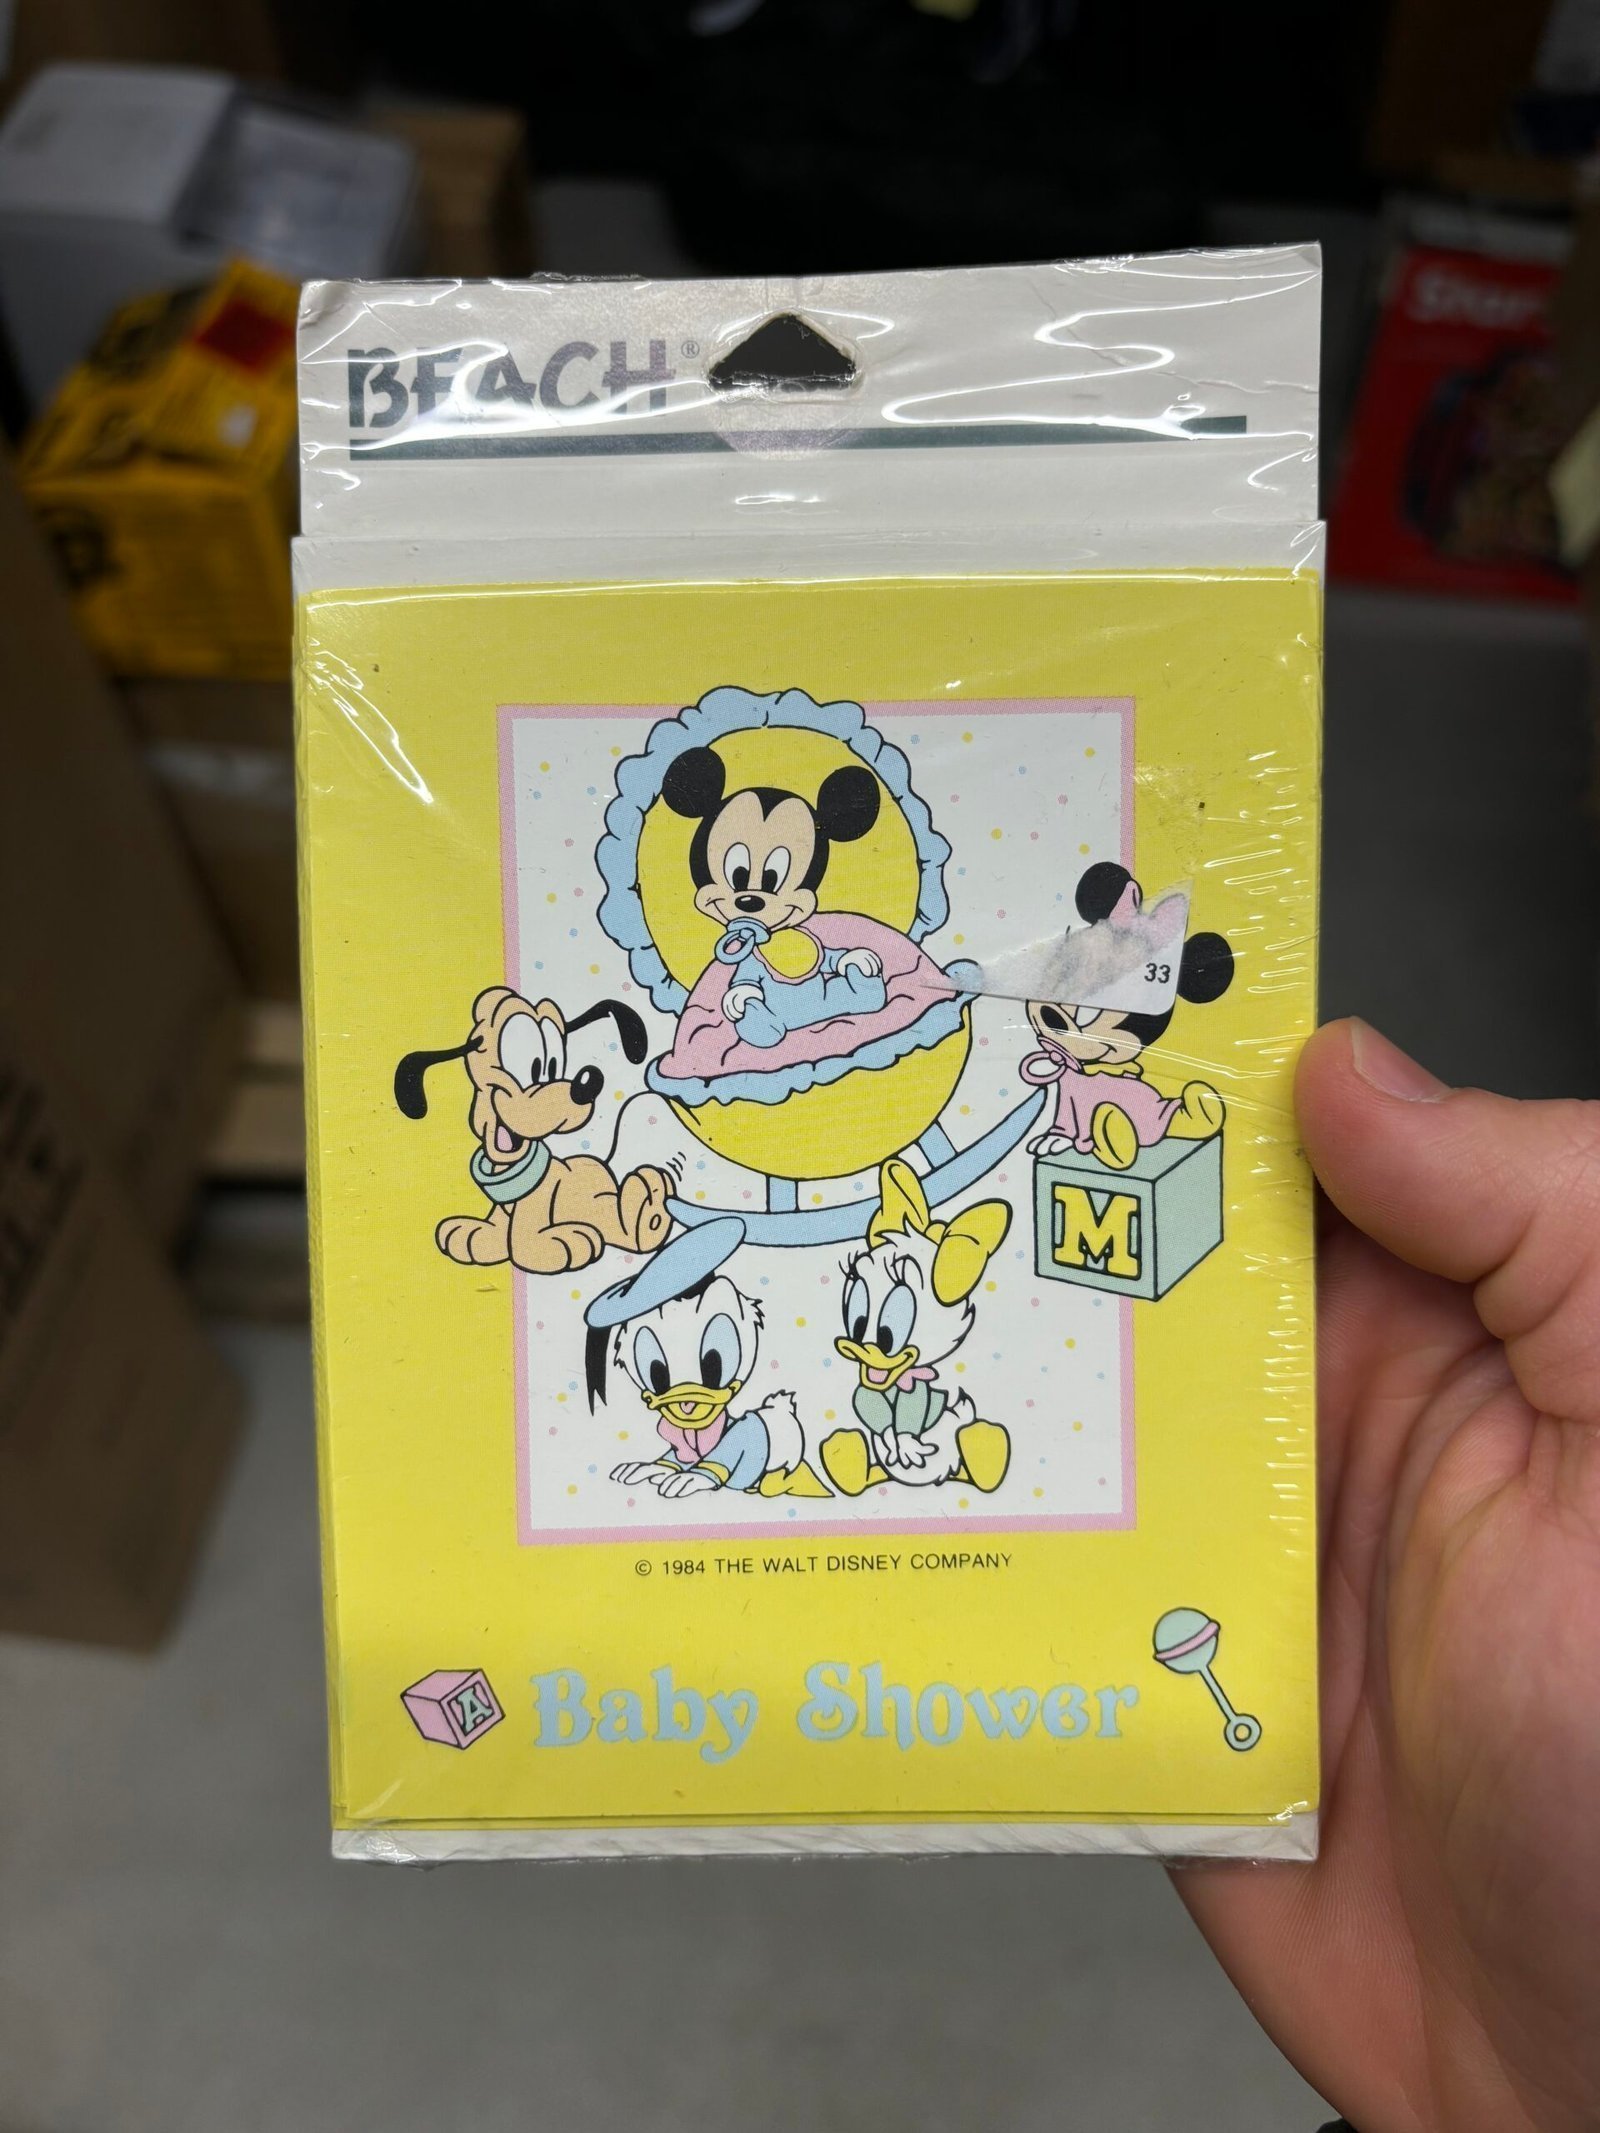 BEACH®
33
M
© 1984 THE WALT DISNEY COMPANY
A Baby Shower